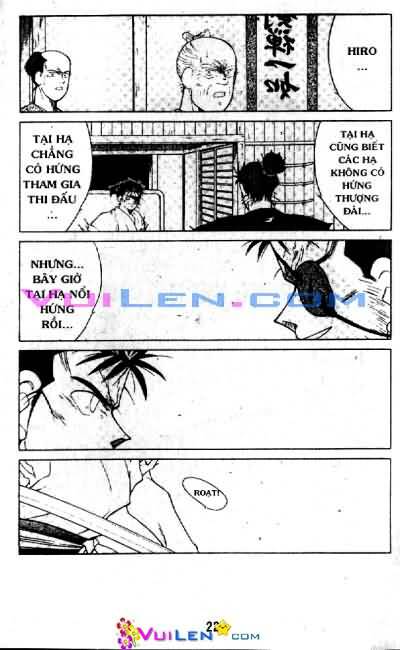 HIRO
...
TẠI HẠ
CŨNG BIẾT
CÁC HẠ
KHÔNG CÓ
HỨNG
THƯỢNG
ĐÀI...
TẠI HẠ
CHẲNG
CÓ HỨNG
THAM GIA
THI ĐẤU
...
NHƯNG...
BÂY GIỜ
TẠI HẠ NỔI
HỨNG
RỒI...
VUILEN.COM
ROẠT!
22
VUILEN.COM